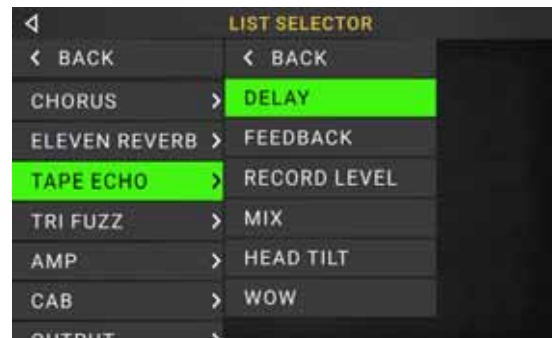 LIST SELECTOR
< BACK
CHORUS >
ELEVEN REVERB >
TAPE ECHO >
TRI FUZZ >
AMP >
CAB >
OUTPUT >
< BACK
DELAY
FEEDBACK
RECORD LEVEL
MIX
HEAD TILT
WOW